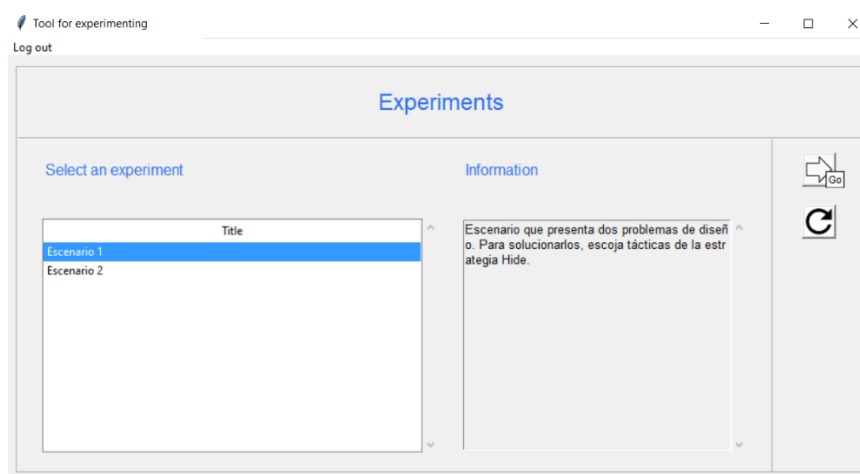 Tool for experimenting
Log out
Experiments
Select an experiment
Information
Title
Escenario 1
Escenario 2
Escenario que presenta dos problemas de diseñ
o. Para solucionarlos, escoja tácticas de la estr
ategia Hide.
Go